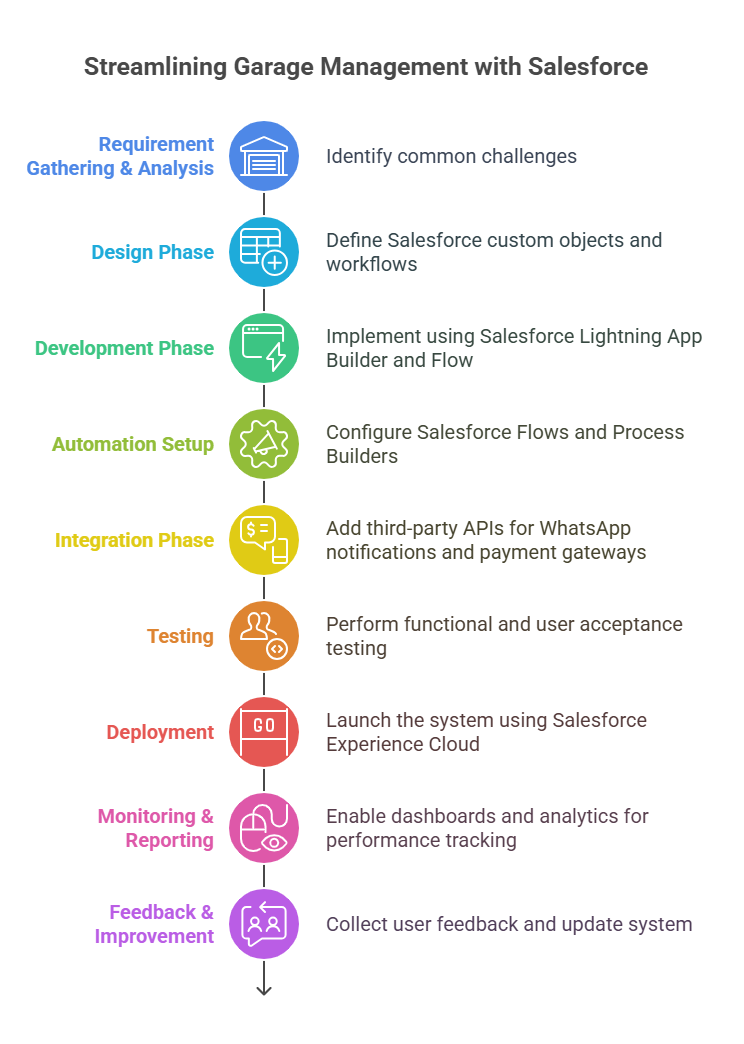 Streamlining Garage Management with Salesforce
Requirement
Gathering & Analysis
Identify common challenges
Design Phase
Define Salesforce custom objects and
workflows
Development Phase
Implement using Salesforce Lightning App
Builder and Flow
Automation Setup
Configure Salesforce Flows and Process
Builders
Integration Phase
$
Add third-party APIs for WhatsApp
notifications and payment gateways
Testing
Perform functional and user acceptance
testing
Deployment
GO
Launch the system using Salesforce
Experience Cloud
Monitoring &
Reporting
Enable dashboards and analytics for
performance tracking
Feedback &
Improvement
Collect user feedback and update system